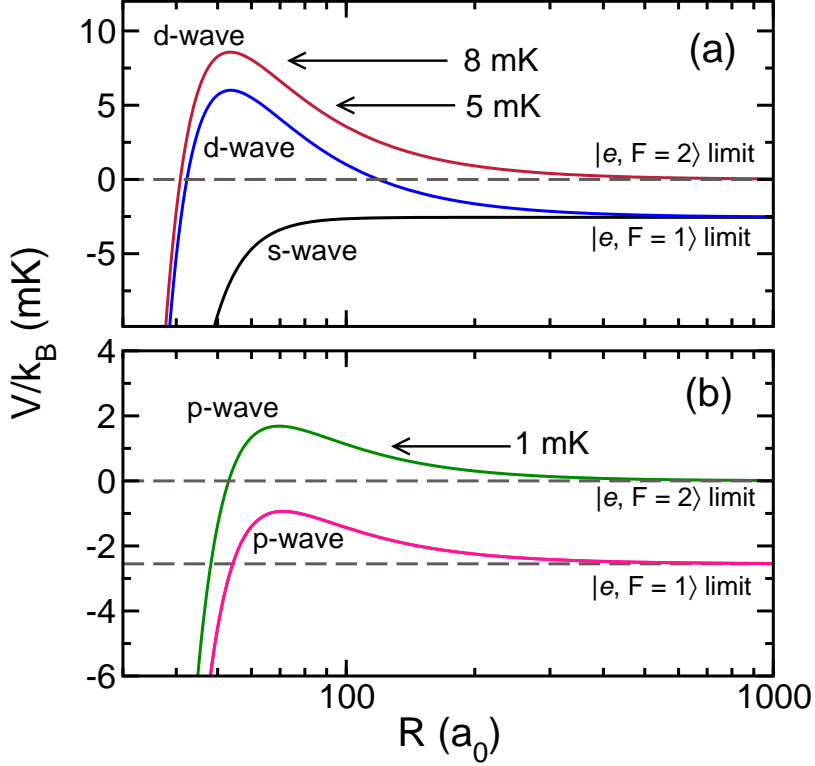 10
5
0
-5
d-wave
(a)
8 mK
5 mK
d-wave
|e, F = 2⟩ limit
s-wave
|e, F = 1⟩ limit
V/k_B (mK)
4
2
0
-2
-4
-6
p-wave
(b)
1 mK
|e, F = 2⟩ limit
p-wave
|e, F = 1⟩ limit
100
1000
R (a_0)